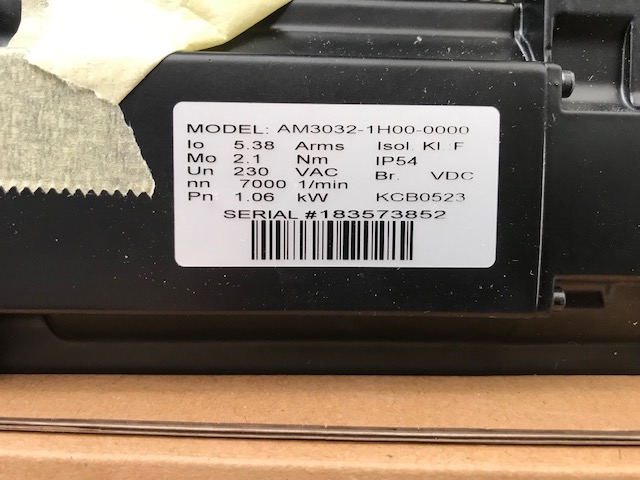 MODEL: AM3032-1H00-0000
Io 5.38 Arms Isol. Kl F
Mo 2.1 Nm IP54
Un 230 VAC Br. VDC
nn 7000 1/min
Pn 1.06 kW KCB0523
SERIAL #183573852